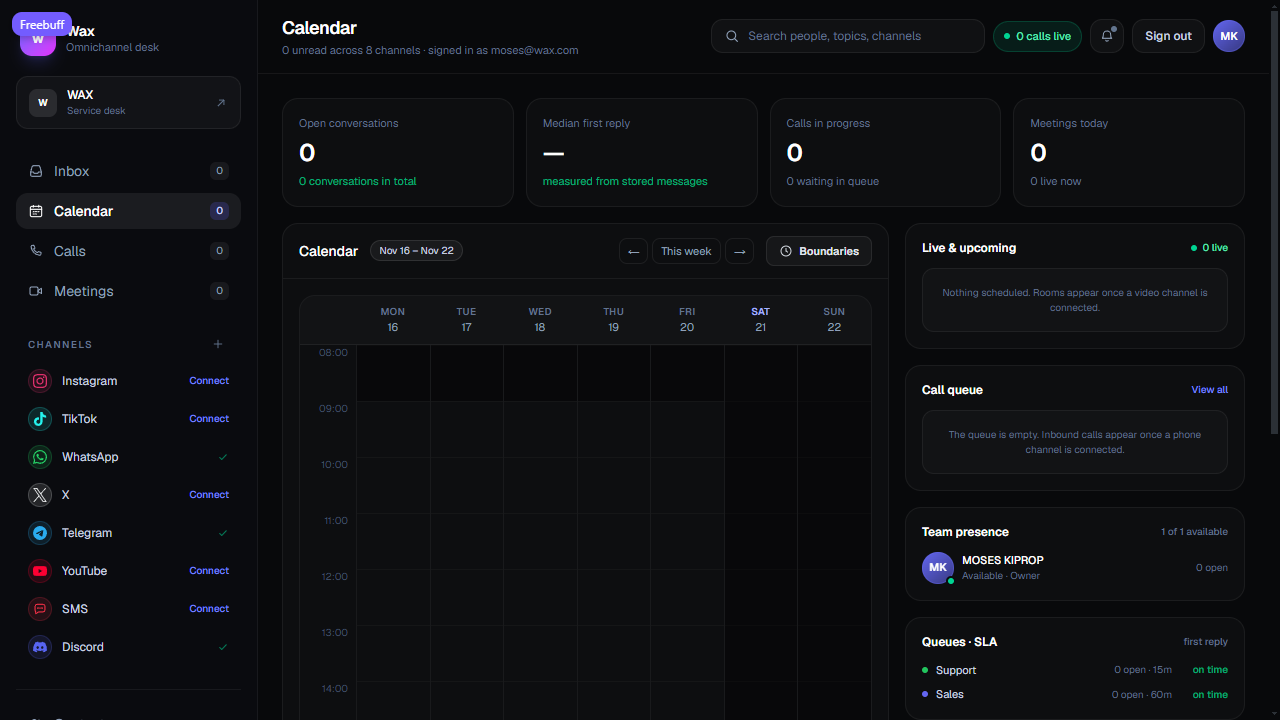 Freebuff
W
Wax
Omnichannel desk
W
WAX
Service desk
Inbox 0
Calendar 0
Calls 0
Meetings 0
CHANNELS
Instagram Connect
TikTok Connect
WhatsApp
X Connect
Telegram
YouTube Connect
SMS Connect
Discord
Calendar
0 unread across 8 channels · signed in as moses@wax.com
Search people, topics, channels
0 calls live
Sign out
MK
Open conversations
0
0 conversations in total
Median first reply
—
measured from stored messages
Calls in progress
0
0 waiting in queue
Meetings today
0
0 live now
Calendar
Nov 16 – Nov 22
←
This week
→
Boundaries
MON TUE WED THU FRI SAT SUN
16 17 18 19 20 21 22
08:00
09:00
10:00
11:00
12:00
13:00
14:00
Live & upcoming 0 live
Nothing scheduled. Rooms appear once a video channel is
connected.
Call queue View all
The queue is empty. Inbound calls appear once a phone
channel is connected.
Team presence 1 of 1 available
MK
MOSES KIPROP
Available · Owner
0 open
Queues · SLA first reply
Support 0 open · 15m on time
Sales 0 open · 60m on time